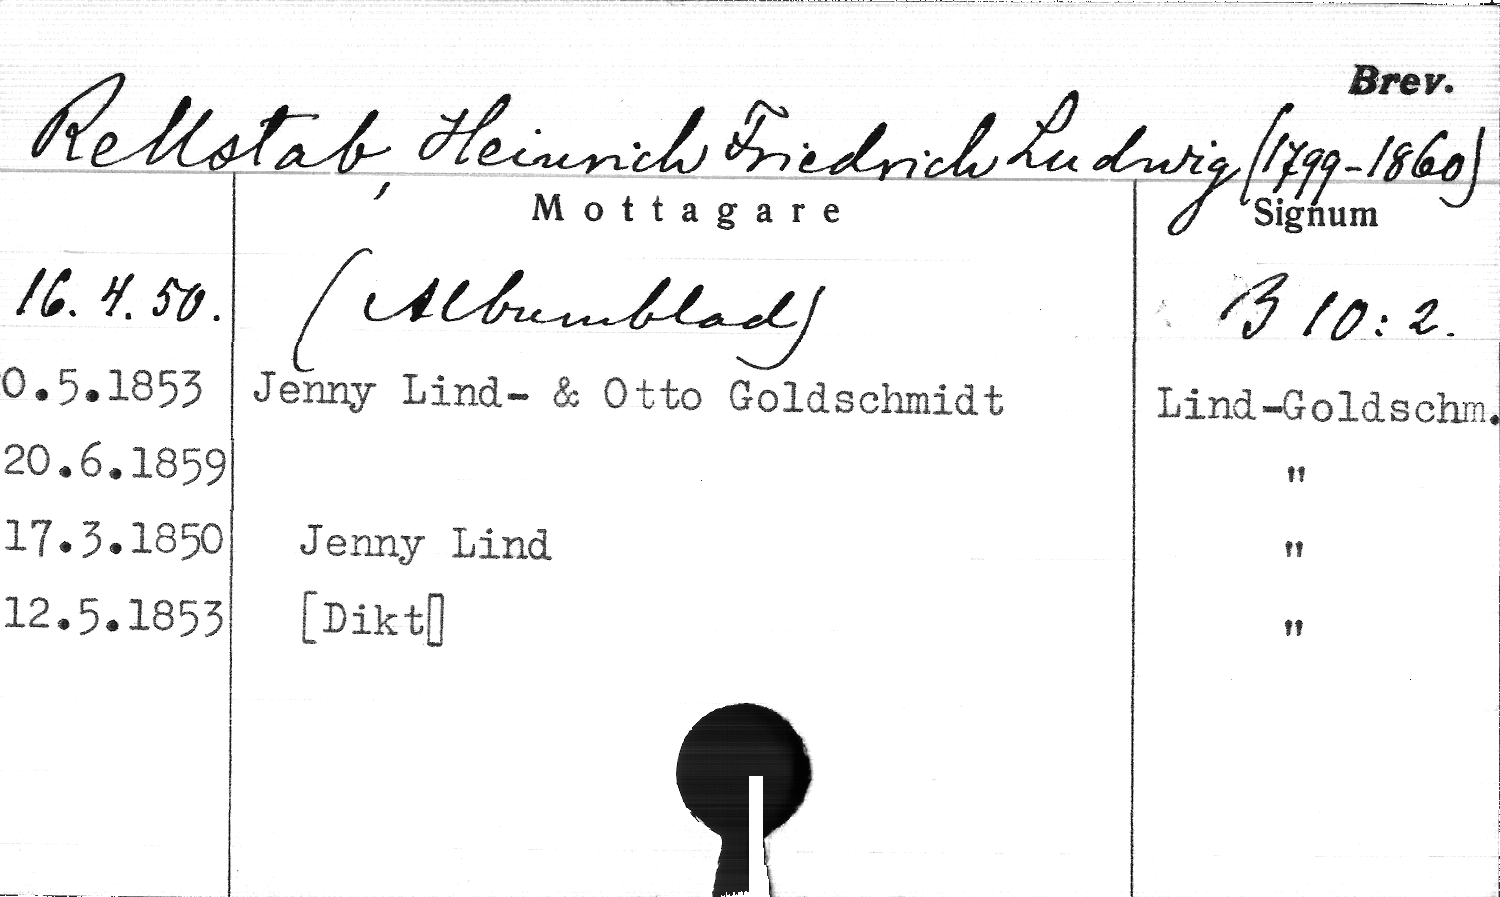 Brev.
Rellstab, Heinrich Friedrich Ludwig (1799-1860)
Mottagare Signum
16. 4. 50. (Albumblad) B 10: 2.
0.5.1853 Jenny Lind- & Otto Goldschmidt Lind-Goldschm.
20.6.1859 "
17.3.1850 Jenny Lind "
12.5.1853 [Dikt] "